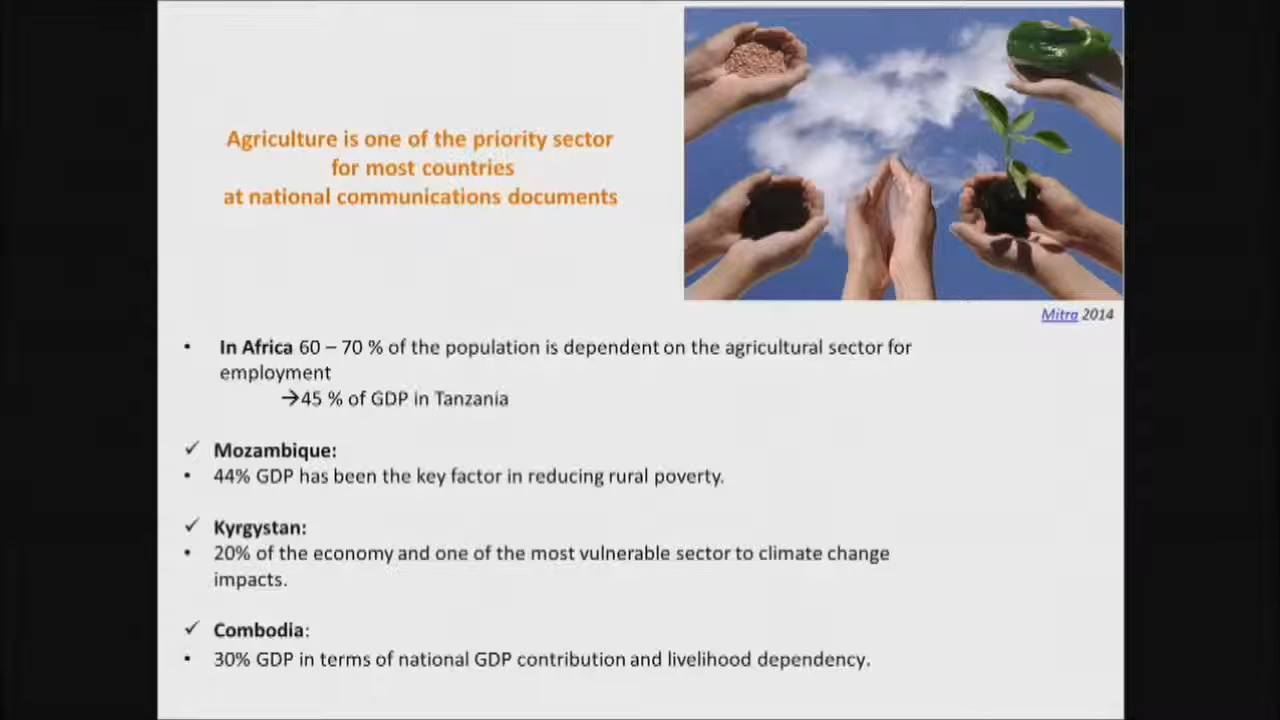 Agriculture is one of the priority sector
for most countries
at national communications documents
Mitra 2014
• In Africa 60 – 70 % of the population is dependent on the agricultural sector for
employment
→45 % of GDP in Tanzania
✓ Mozambique:
• 44% GDP has been the key factor in reducing rural poverty.
✓ Kyrgystan:
• 20% of the economy and one of the most vulnerable sector to climate change
impacts.
✓ Combodia:
• 30% GDP in terms of national GDP contribution and livelihood dependency.